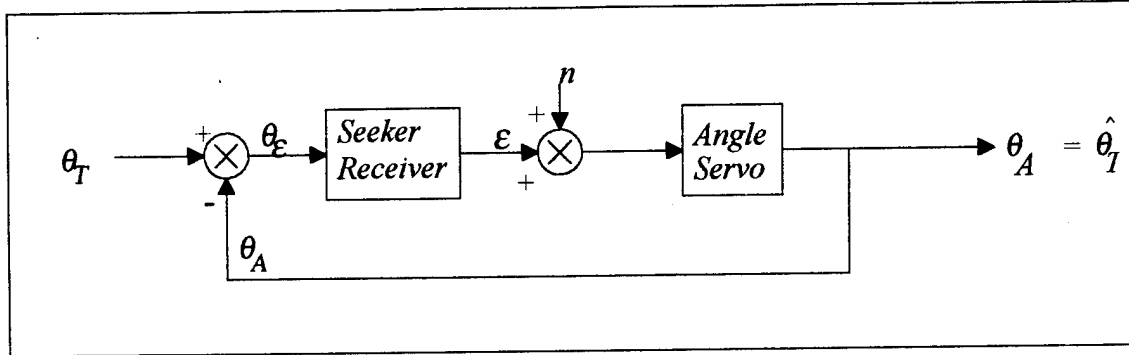 n
+
θ_T
+
θ_ε
Seeker
Receiver
ε
+
Angle
Servo
θ_A = θ̂_T
-
θ_A